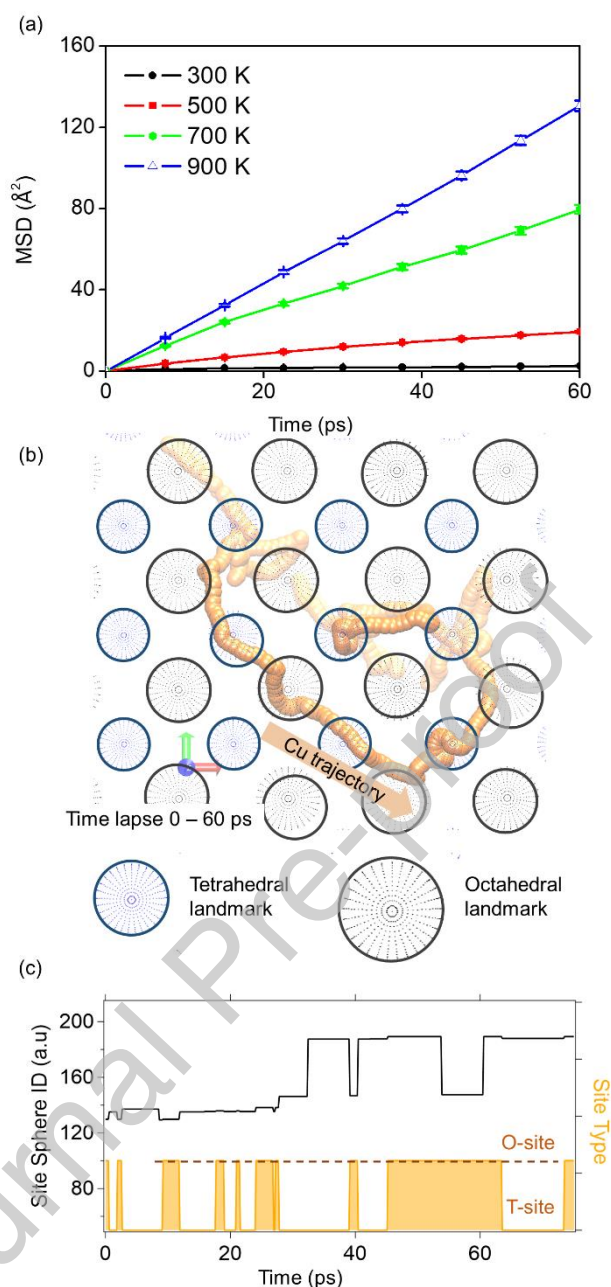 (a)
160
120
80
40
0
MSD (Å²)
300 K
500 K
700 K
900 K
0 20 40 60
Time (ps)
(b)
Cu trajectory
Time lapse 0 – 60 ps
Tetrahedral
landmark
Octahedral
landmark
(c)
200
160
120
80
Site Sphere ID (a.u)
Site Type
O-site
T-site
0 20 40 60
Time (ps)
Journal Pre-proof